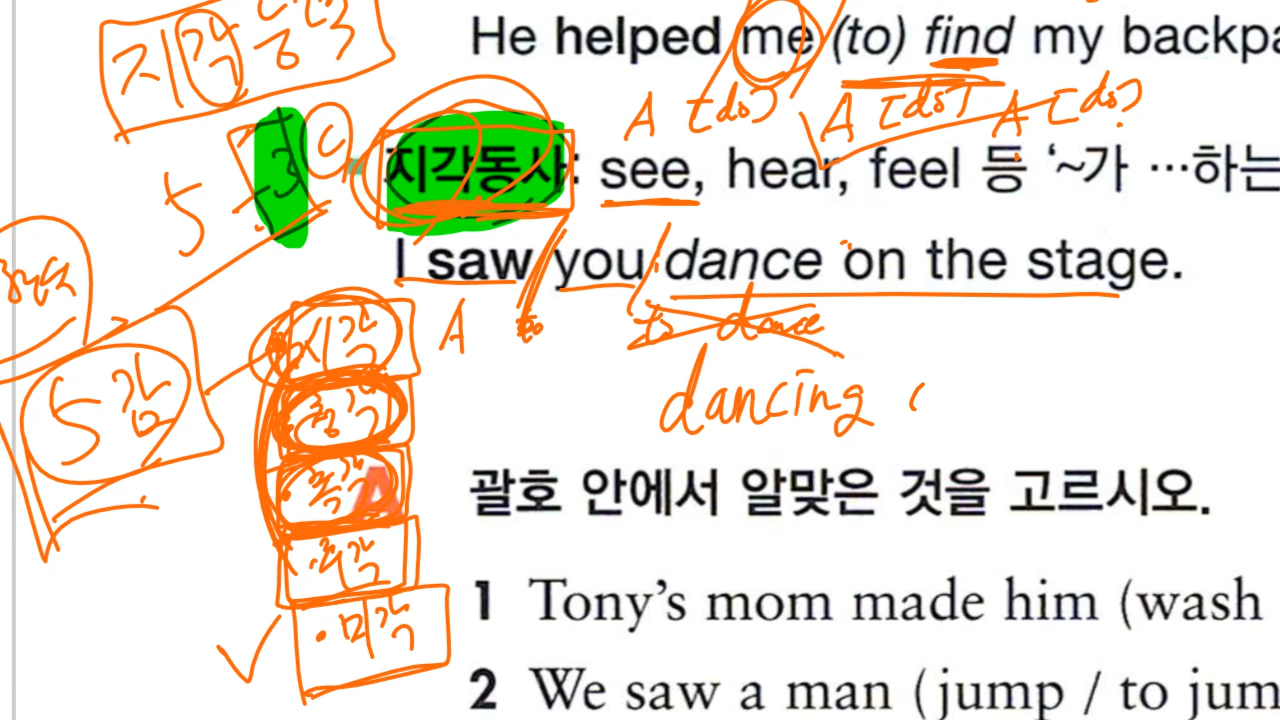 지각동사
He helped me (to) find my backpa
A [do] A [do] A [do]
5 -3 C 지각동사: see, hear, feel 등 ‘~가 …하는
I saw you dance on the stage.
시각 A to dance
5감 청각 dancing (
촉각
괄호 안에서 알맞은 것을 고르시오.
후각
1 Tony’s mom made him (wash
미각
2 We saw a man (jump / to jum